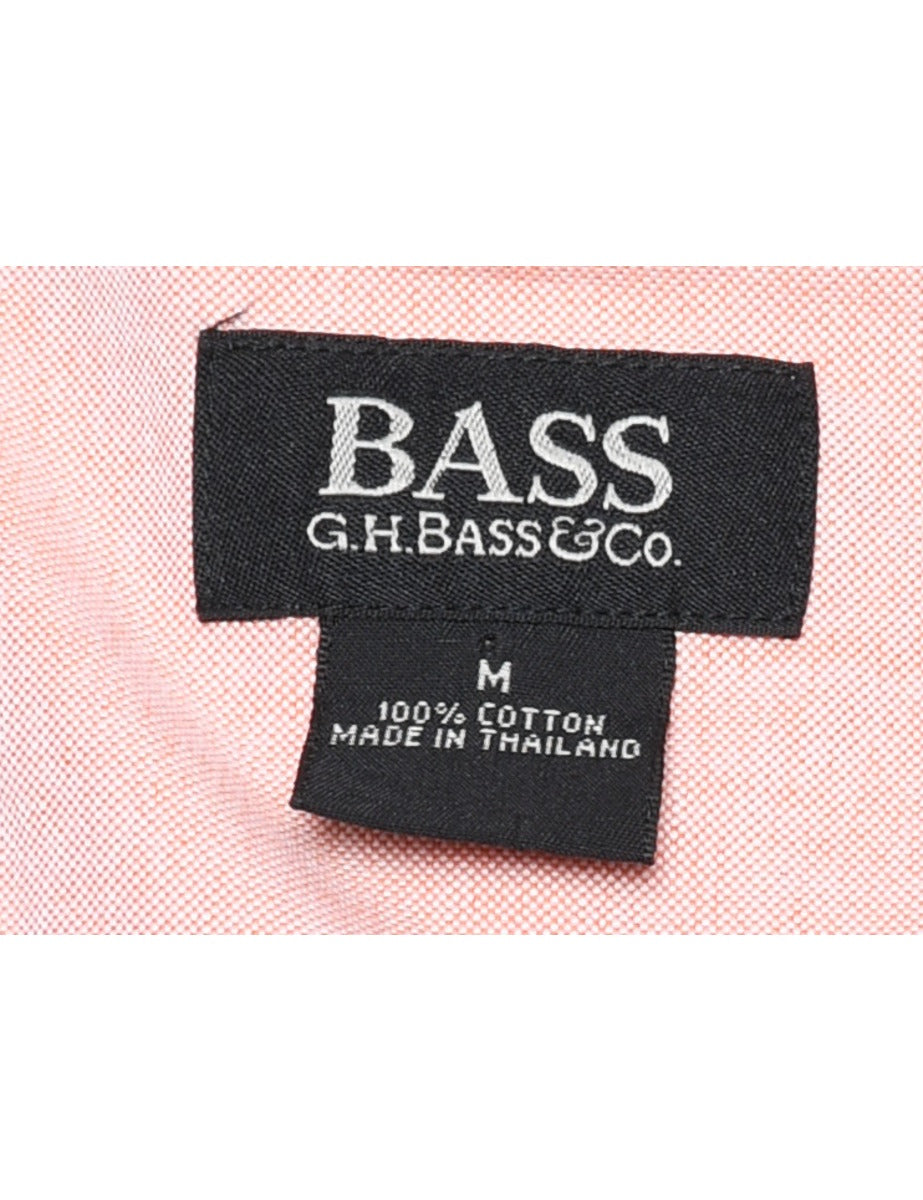 BASS
G.H.BASS&CO.
M
100% COTTON
MADE IN THAILAND